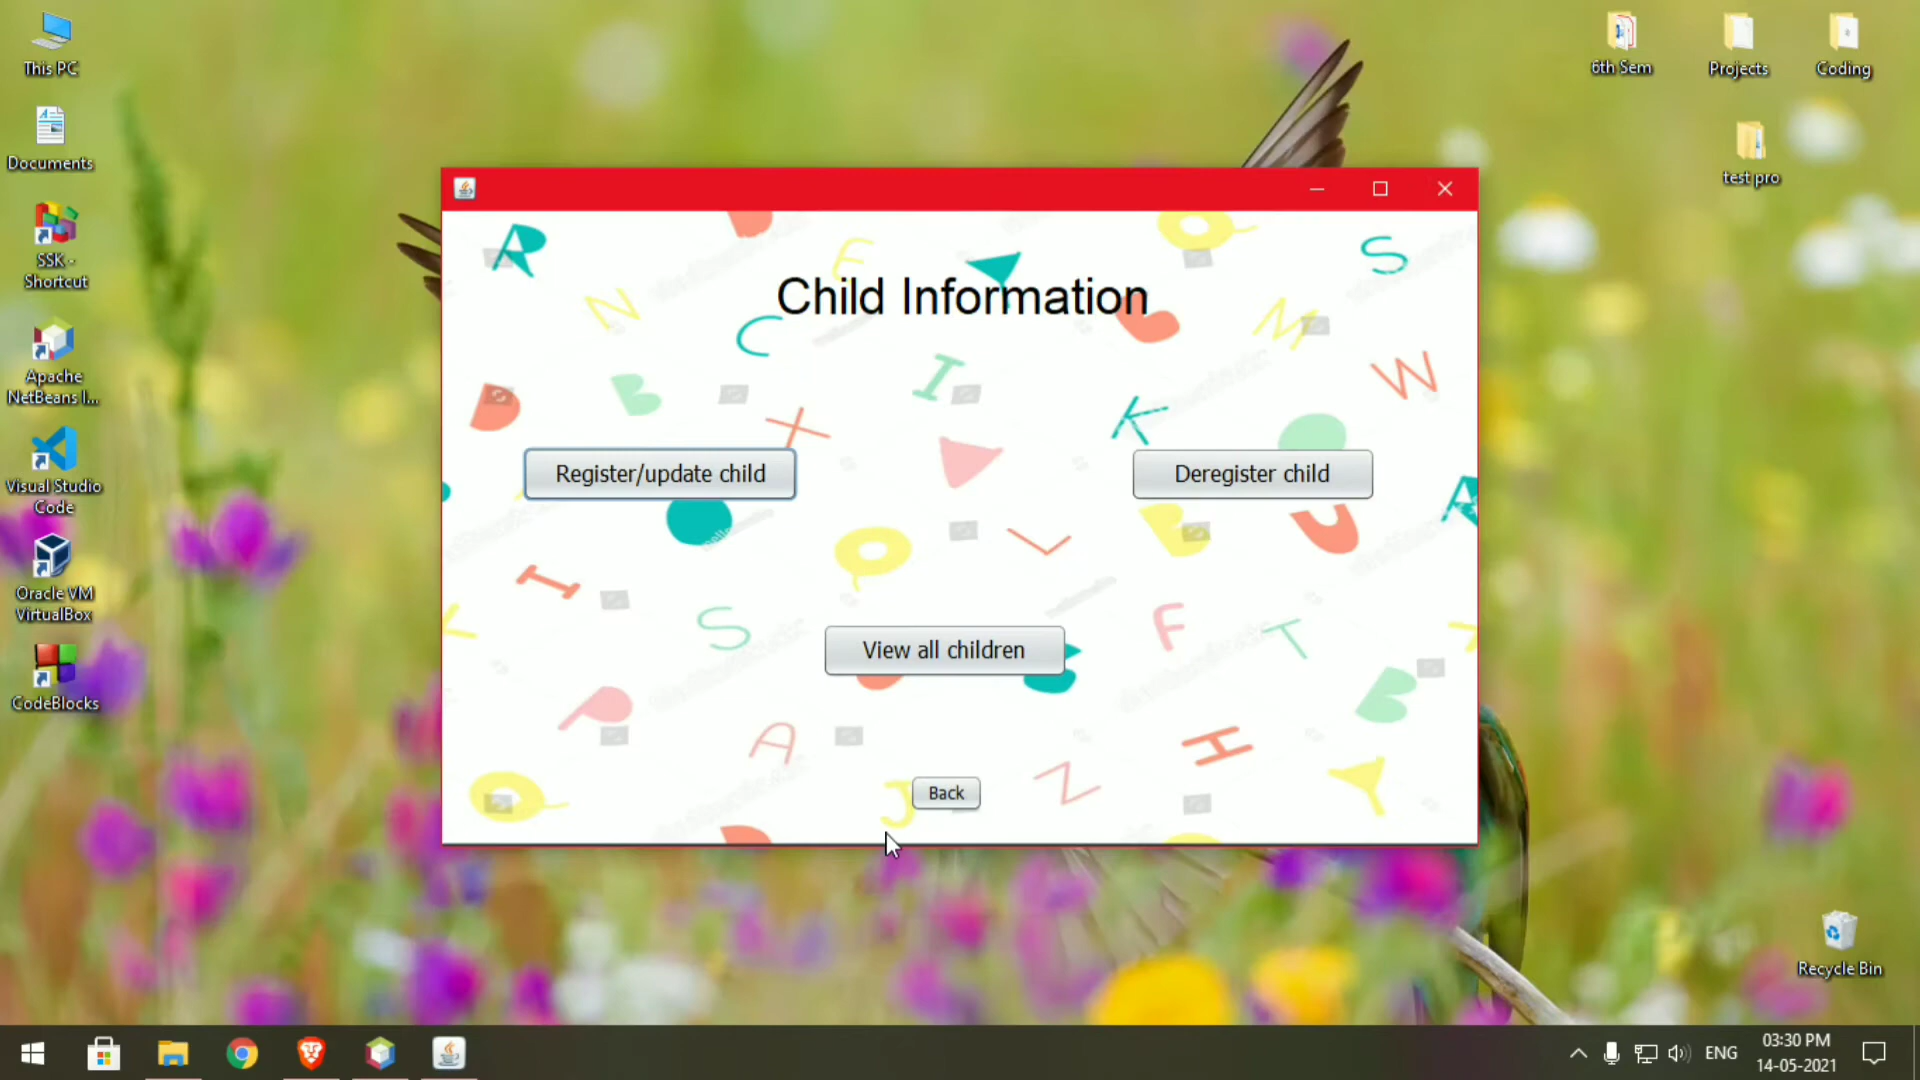 This PC
Documents
SSK -
Shortcut
Apache
NetBeans I...
Visual Studio
Code
Oracle VM
VirtualBox
CodeBlocks
6th Sem
Projects
Coding
test pro
Child Information
Register/update child
Deregister child
View all children
Back
Recycle Bin
ENG
03:30 PM
14-05-2021